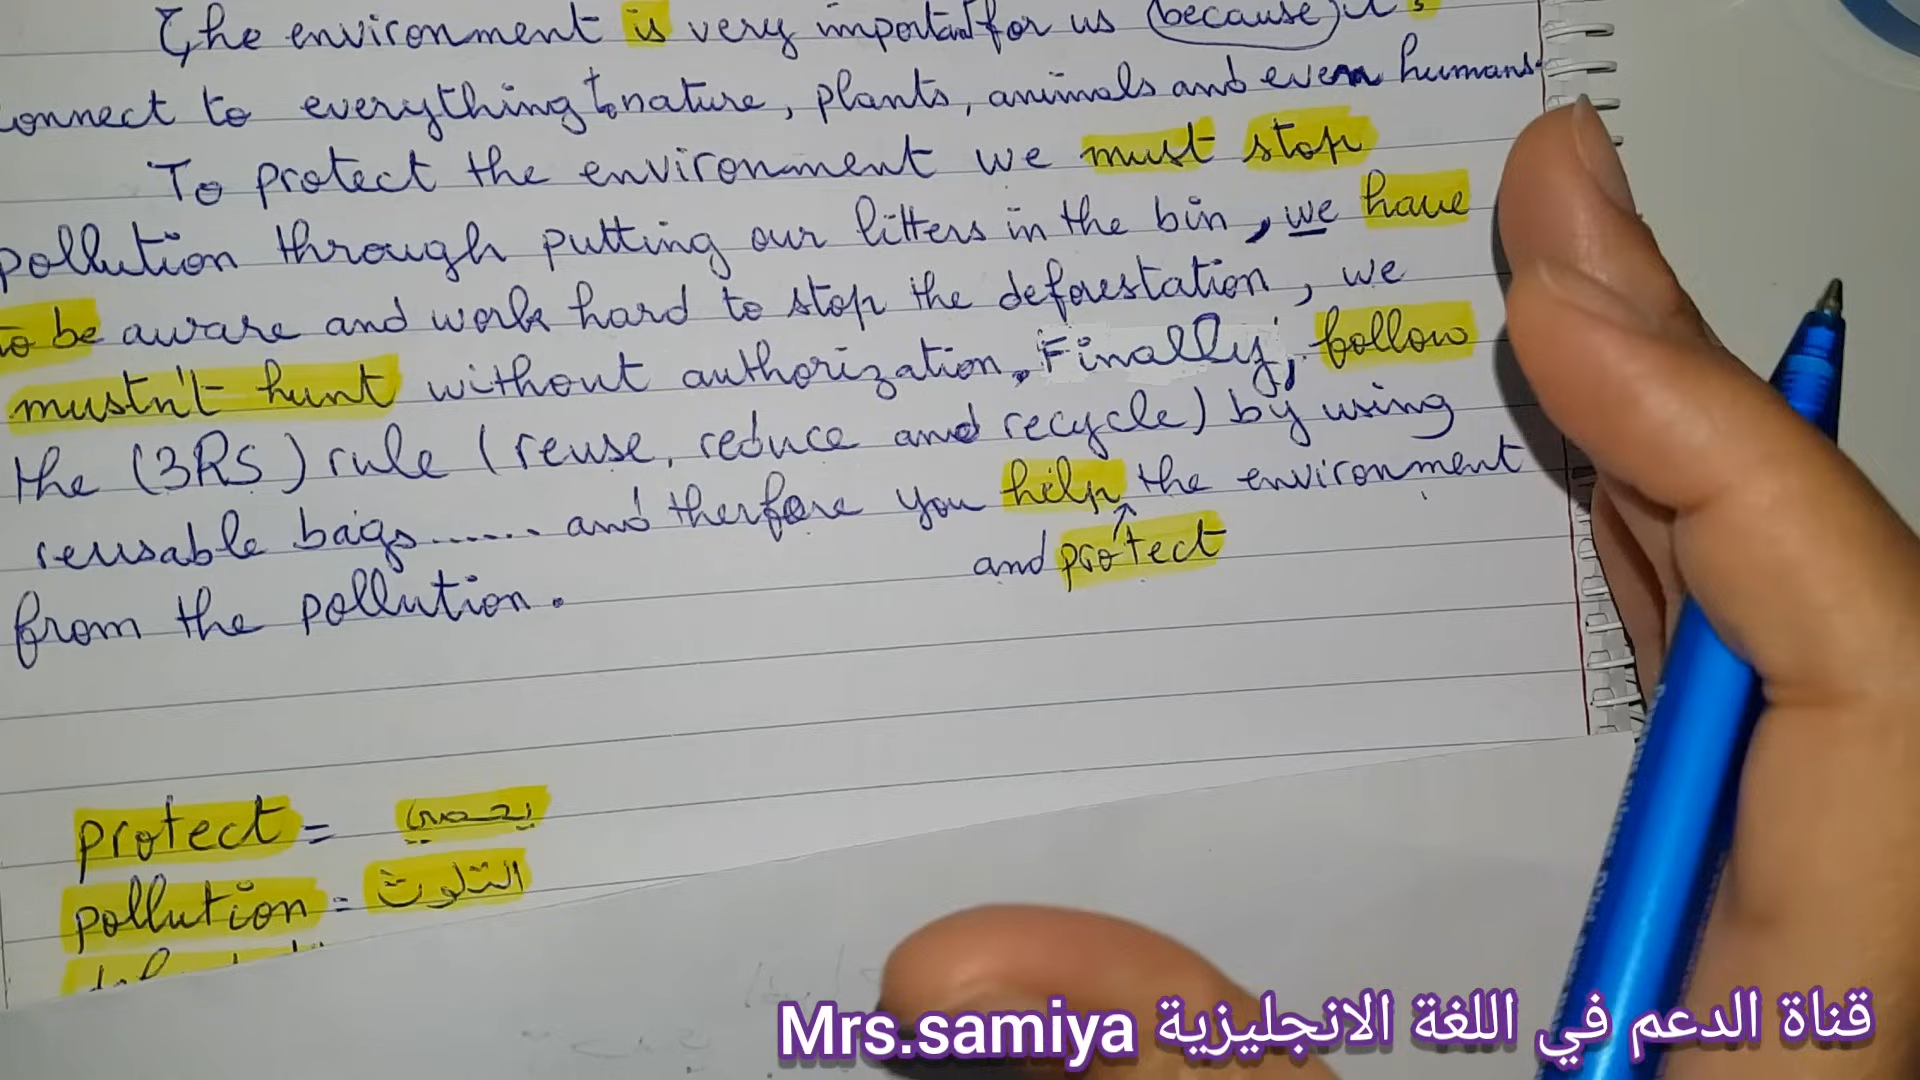 The environment is very important for us (because) it's
connect to everything to nature, plants, animals and even humans.
To protect the environment we must stop
pollution through putting our litters in the bin, we have
to be aware and work hard to stop the deforestation, we
mustn't hunt without authorization. Finally, follow
the (3RS) rule (reuse, reduce and recycle) by using
reusable bags...... and therfore you help the environment
and protect
from the pollution.
protect = يحمي
pollution = التلوث
Mrs.samiya قناة الدعم في اللغة الانجليزية